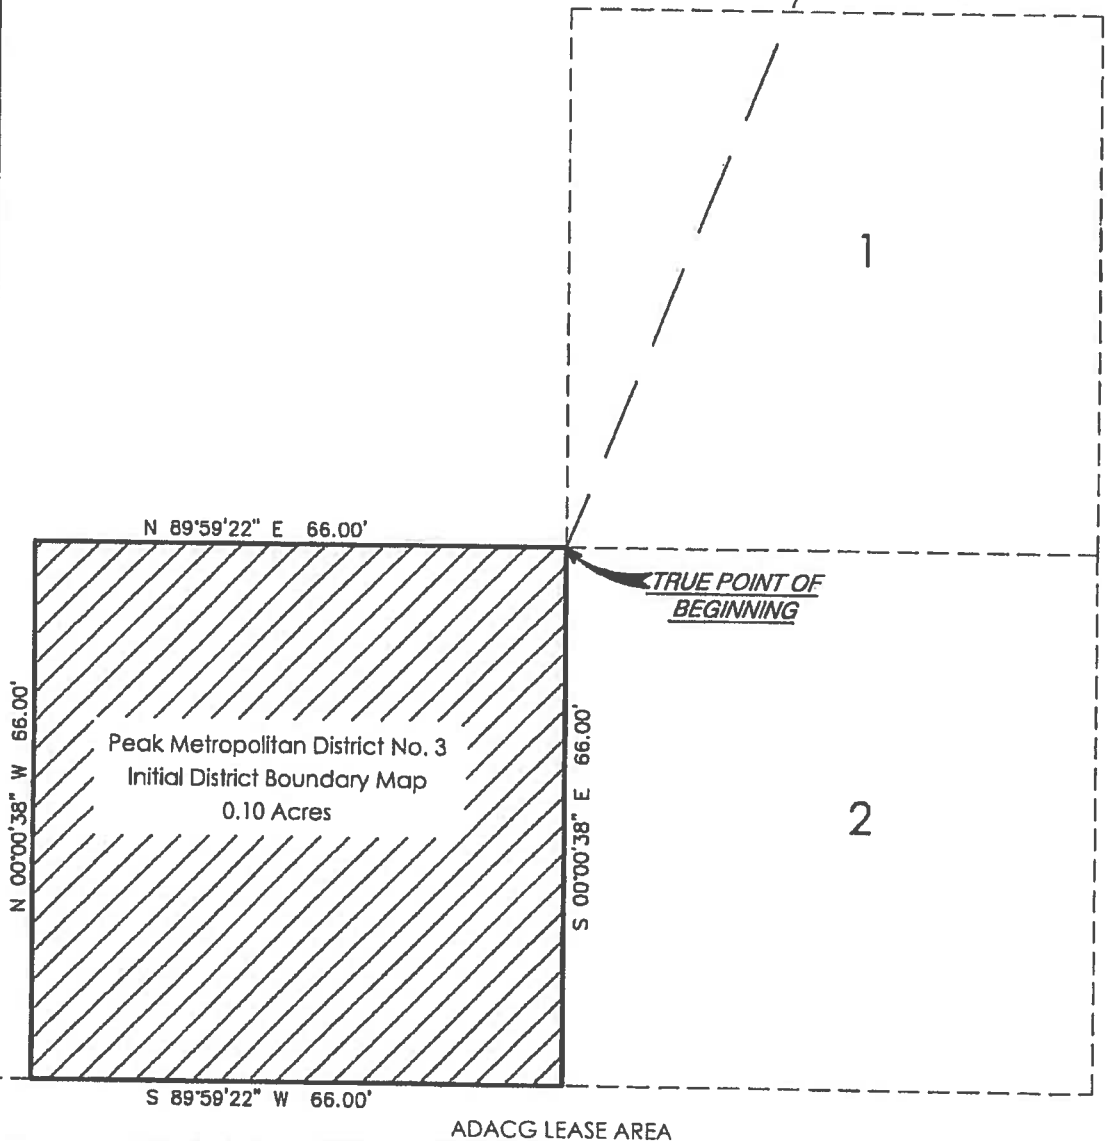 1
N 89°59'22" E 66.00'
TRUE POINT OF
BEGINNING
N 00°00'38" W 66.00'
Peak Metropolitan District No. 3
Initial District Boundary Map
0.10 Acres
S 00°00'38" E 66.00'
2
S 89°59'22" W 66.00'
ADACG LEASE AREA